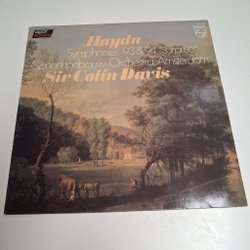 Haydn
Symphonies 93 & 94 "Surprise"
Concertgebouw Orchestra, Amsterdam
Sir Colin Davis